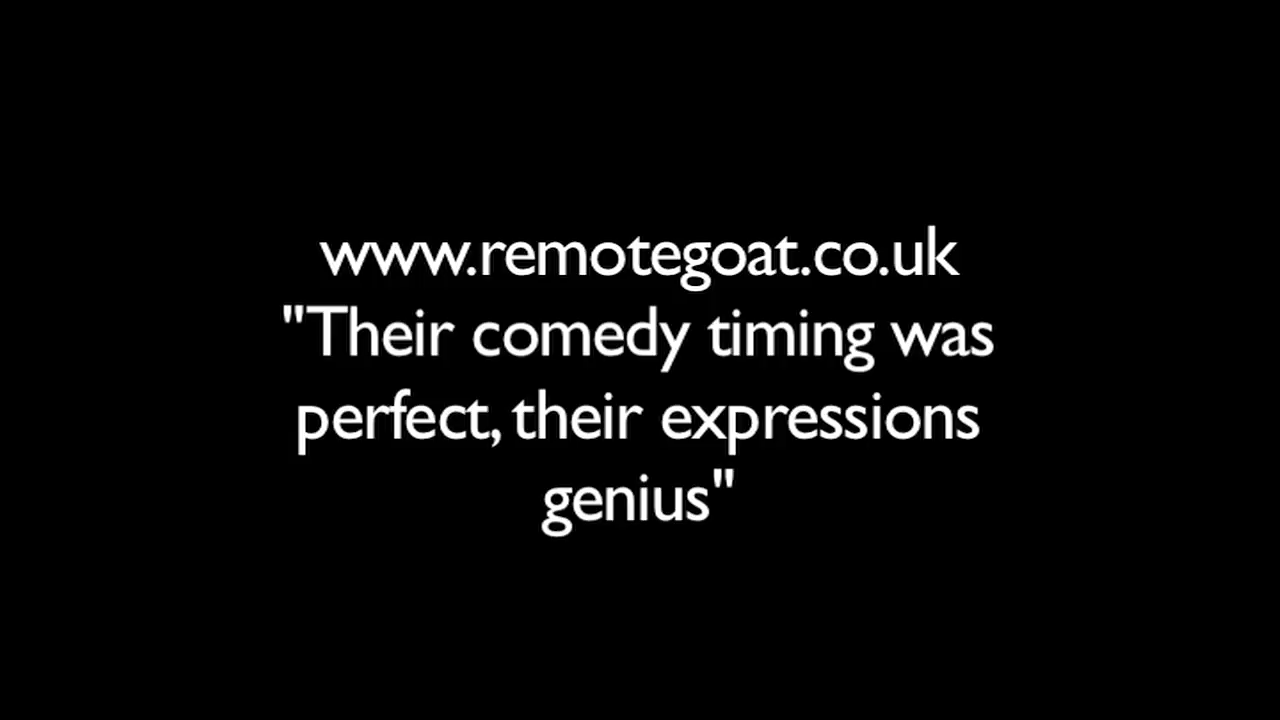 www.remotegoat.co.uk
"Their comedy timing was
perfect, their expressions
genius"